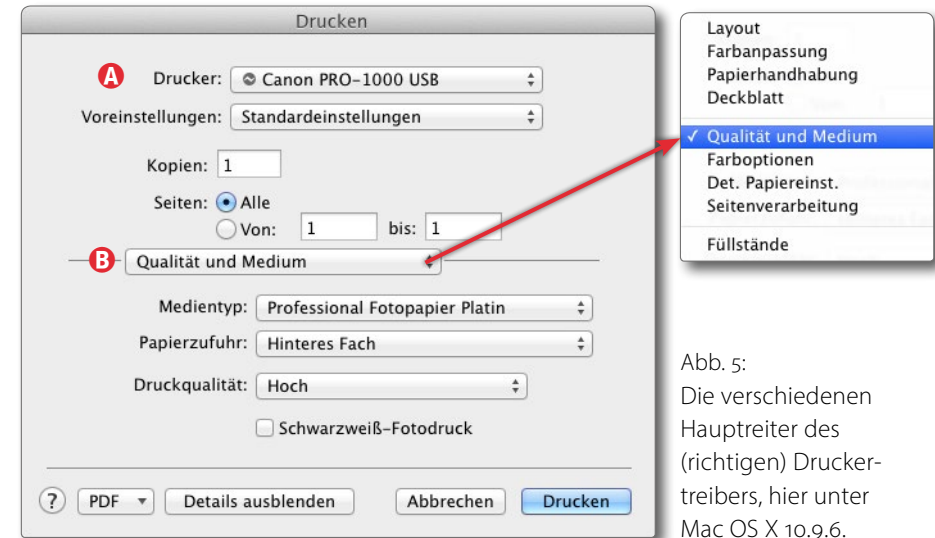 Drucken
A Drucker: Canon PRO-1000 USB
Voreinstellungen: Standardeinstellungen
Kopien: 1
Seiten: Alle
Von: 1 bis: 1
B Qualität und Medium
Medientyp: Professional Fotopapier Platin
Papierzufuhr: Hinteres Fach
Druckqualität: Hoch
Schwarzweiß-Fotodruck
? PDF Details ausblenden Abbrechen Drucken
Layout
Farbanpassung
Papierhandhabung
Deckblatt
✓ Qualität und Medium
Farboptionen
Det. Papiereinst.
Seitenverarbeitung
Füllstände
Abb. 5:
Die verschiedenen
Hauptreiter des
(richtigen) Drucker-
treibers, hier unter
Mac OS X 10.9.6.